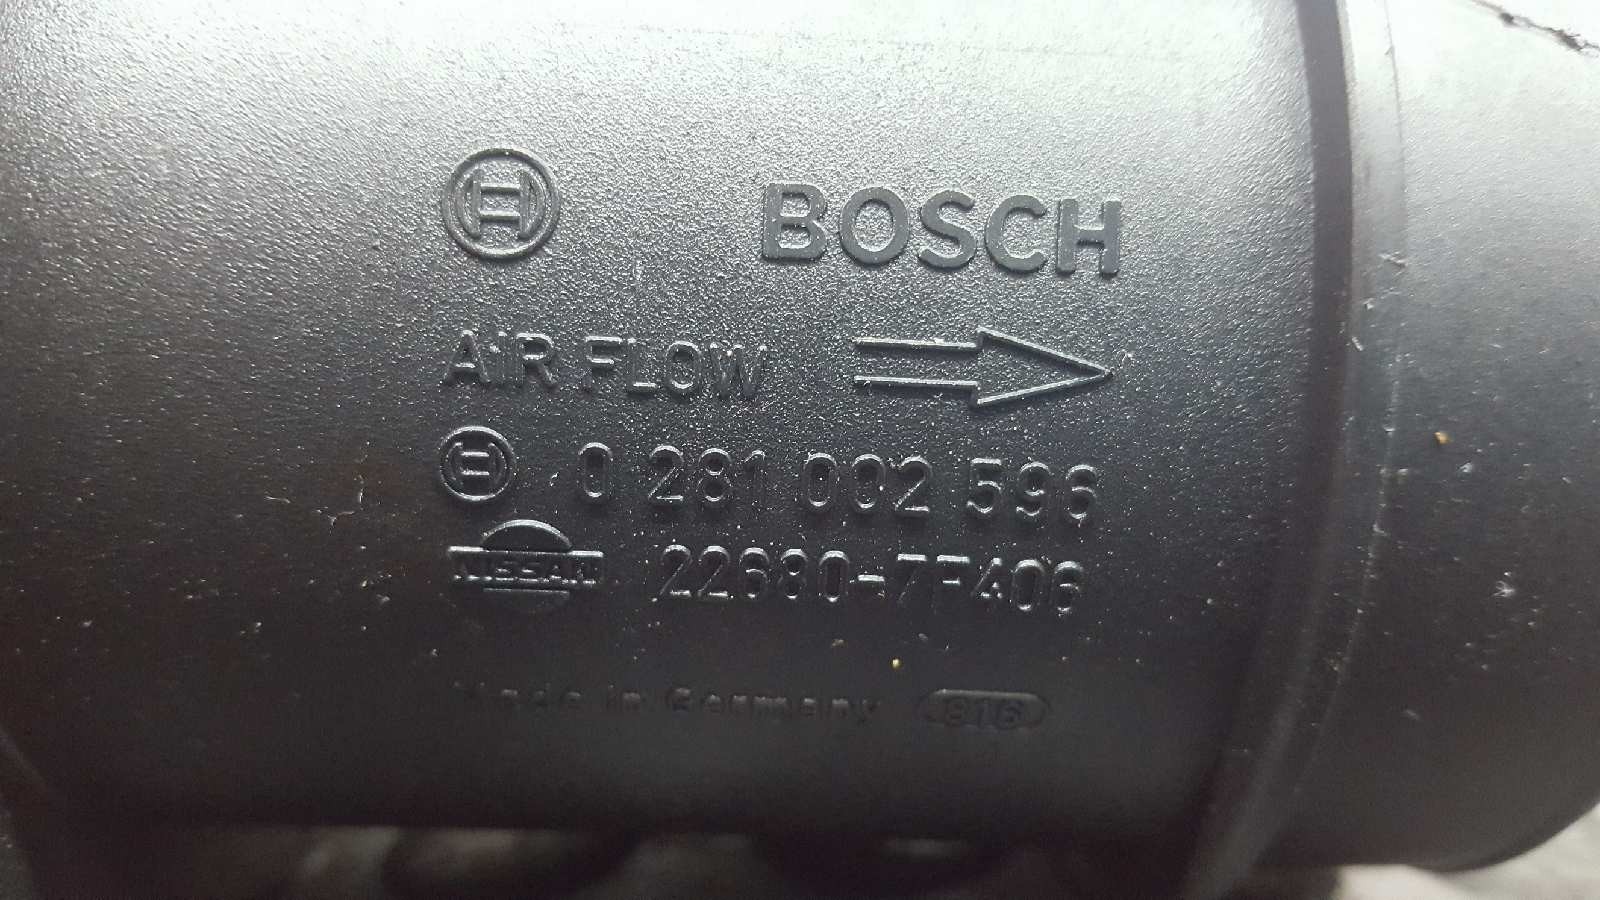 BOSCH
AIR FLOW
0 281 002 596
NISSAN 22680-7F406
Made in Germany 816